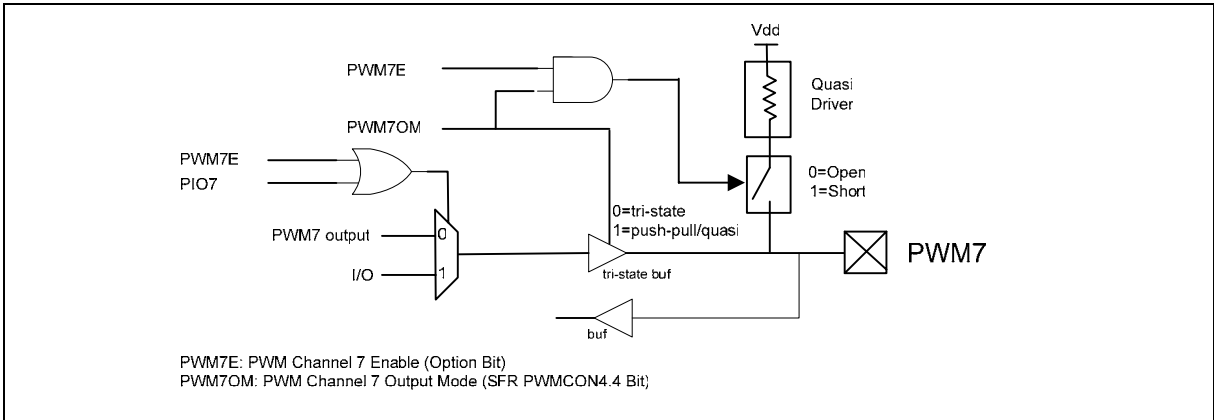 Vdd
PWM7E
Quasi
Driver
PWM7OM
PWM7E
PIO7
0=Open
1=Short
0=tri-state
1=push-pull/quasi
PWM7 output
0
I/O
1
tri-state buf
PWM7
buf
PWM7E: PWM Channel 7 Enable (Option Bit)
PWM7OM: PWM Channel 7 Output Mode (SFR PWMCON4.4 Bit)